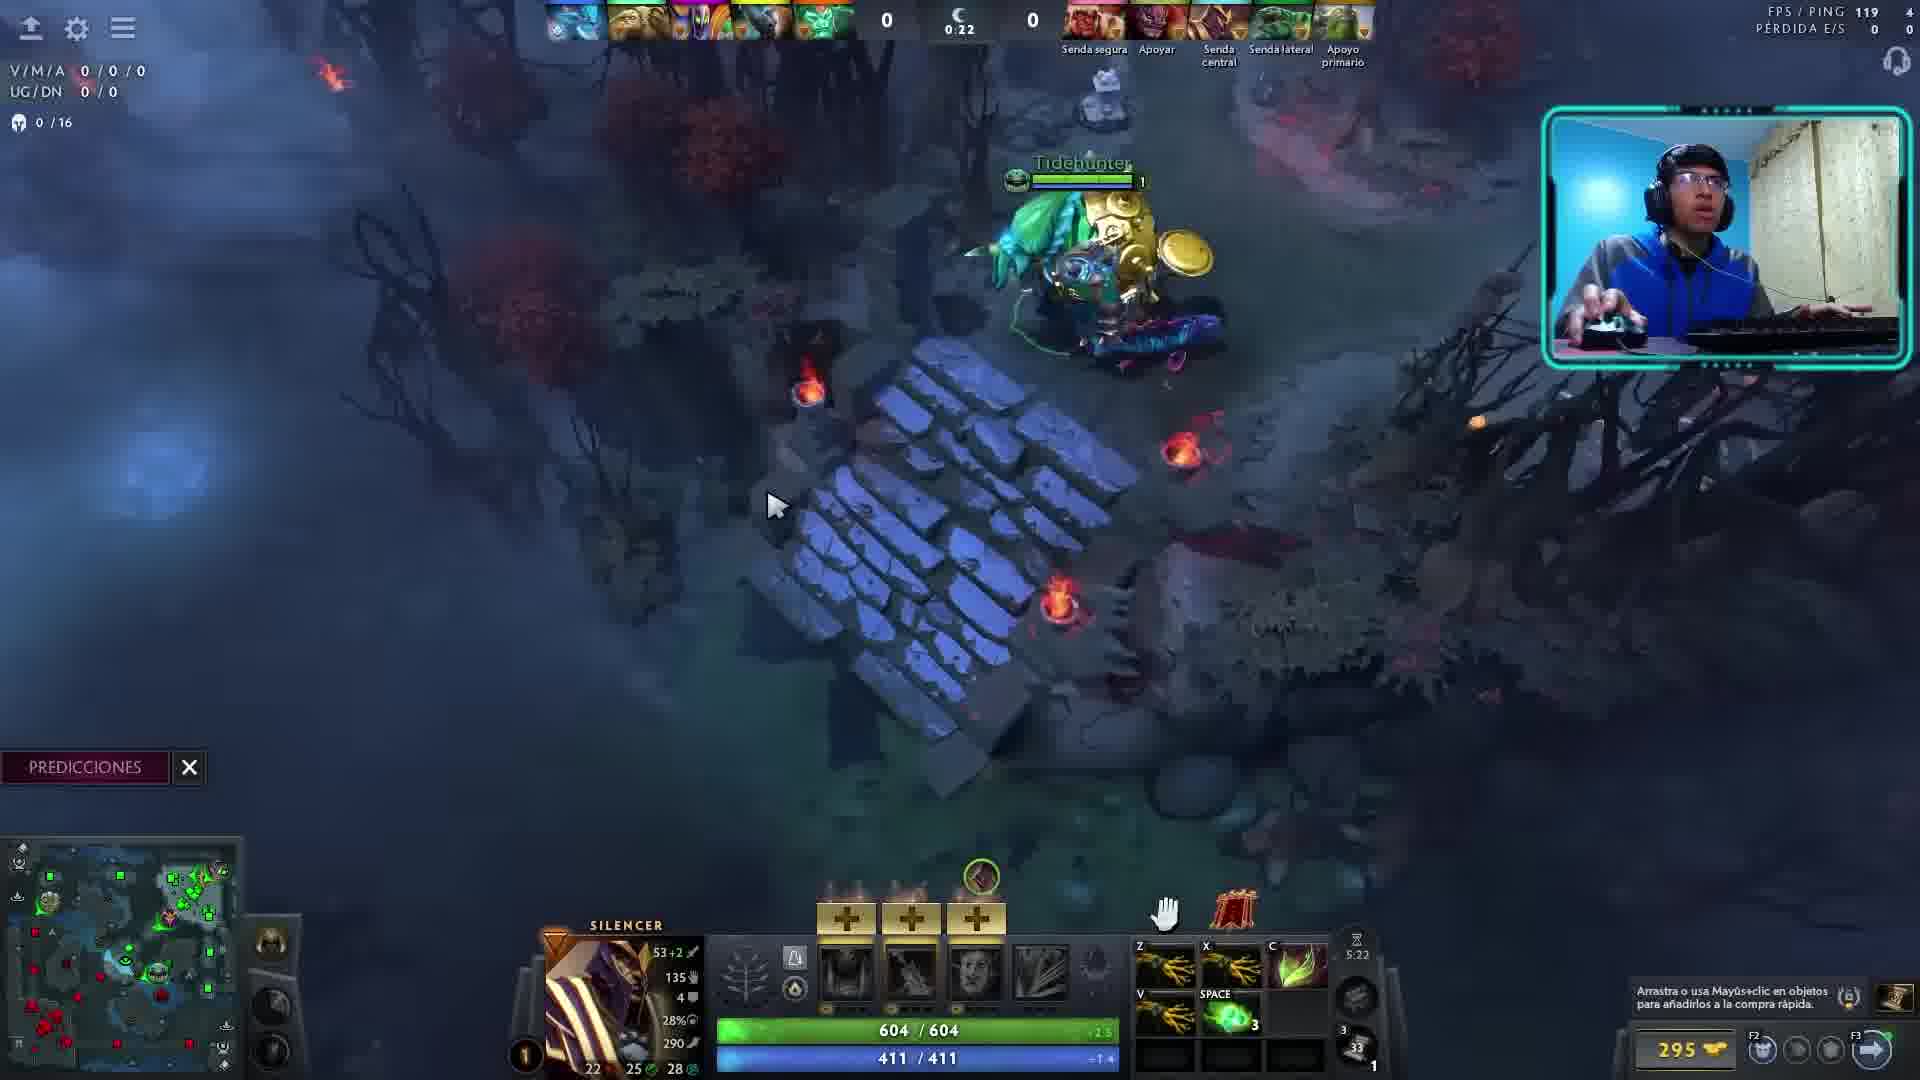 0 0:22 0
FPS / PING 119 4
PÉRDIDA E/S 0 0
V/M/A 0 / 0 / 0
UG/DN 0 / 0
0 /16
Senda segura Apoyar Senda central Senda lateral Apoyo primario
Tidehunter
1
PREDICCIONES
SILENCER
53+2
135
4
28%
290
22 25 28
1
604 / 604 +2.5
411 / 411 +1.4
Z X C
V SPACE
3
5:22
3
33
1
Arrastra o usa Mayús+clic en objetos
para añadirlos a la compra rápida.
295 F2 F3